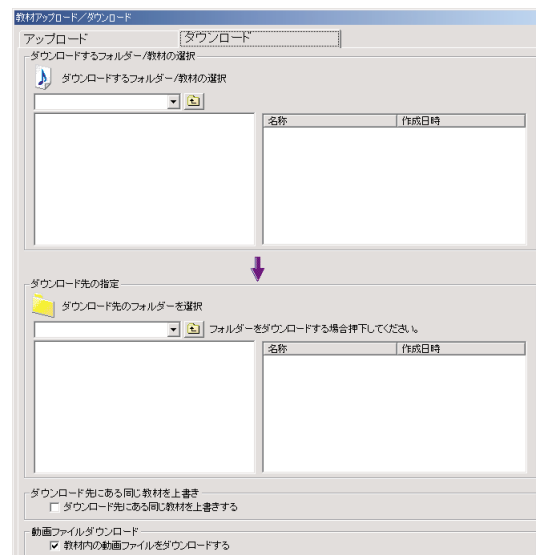 教材アップロード／ダウンロード
アップロード
ダウンロード
ダウンロードするフォルダー/教材の選択
ダウンロードするフォルダー/教材の選択
名称 作成日時
ダウンロード先の指定
ダウンロード先のフォルダーを選択
フォルダーをダウンロードする場合押下してください。
名称 作成日時
ダウンロード先にある同じ教材を上書き
ダウンロード先にある同じ教材を上書きする
動画ファイルダウンロード
教材内の動画ファイルをダウンロードする